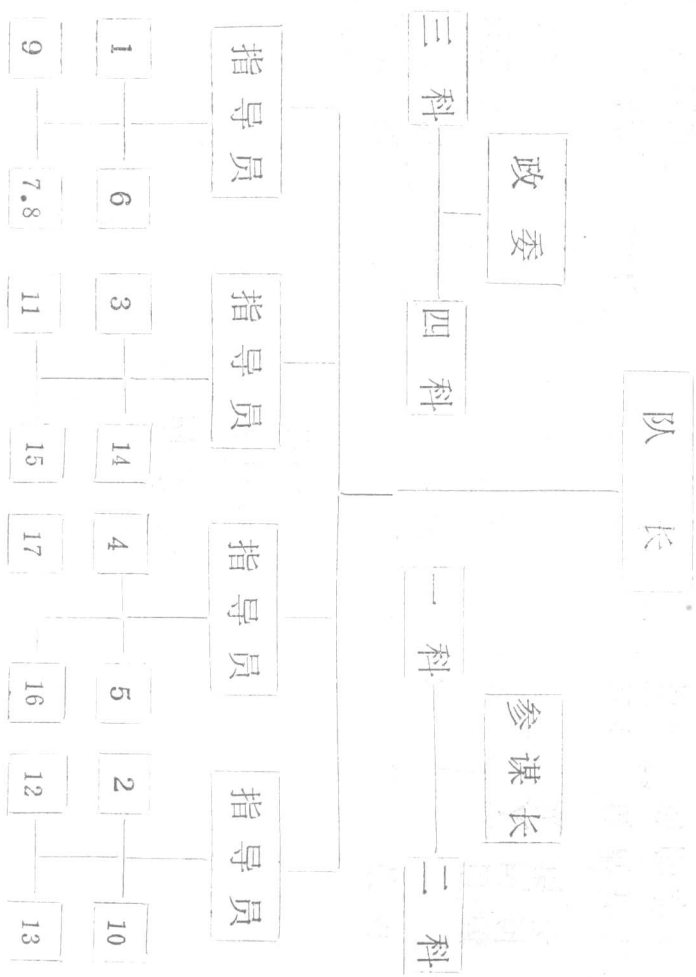 队 长
政 委 参 谋 长
三 科 四 科 一 科 二 科
指 导 员 指 导 员 指 导 员 指 导 员
1 6 3 14 4 5 2 10
9 7.8 11 15 17 16 12 13